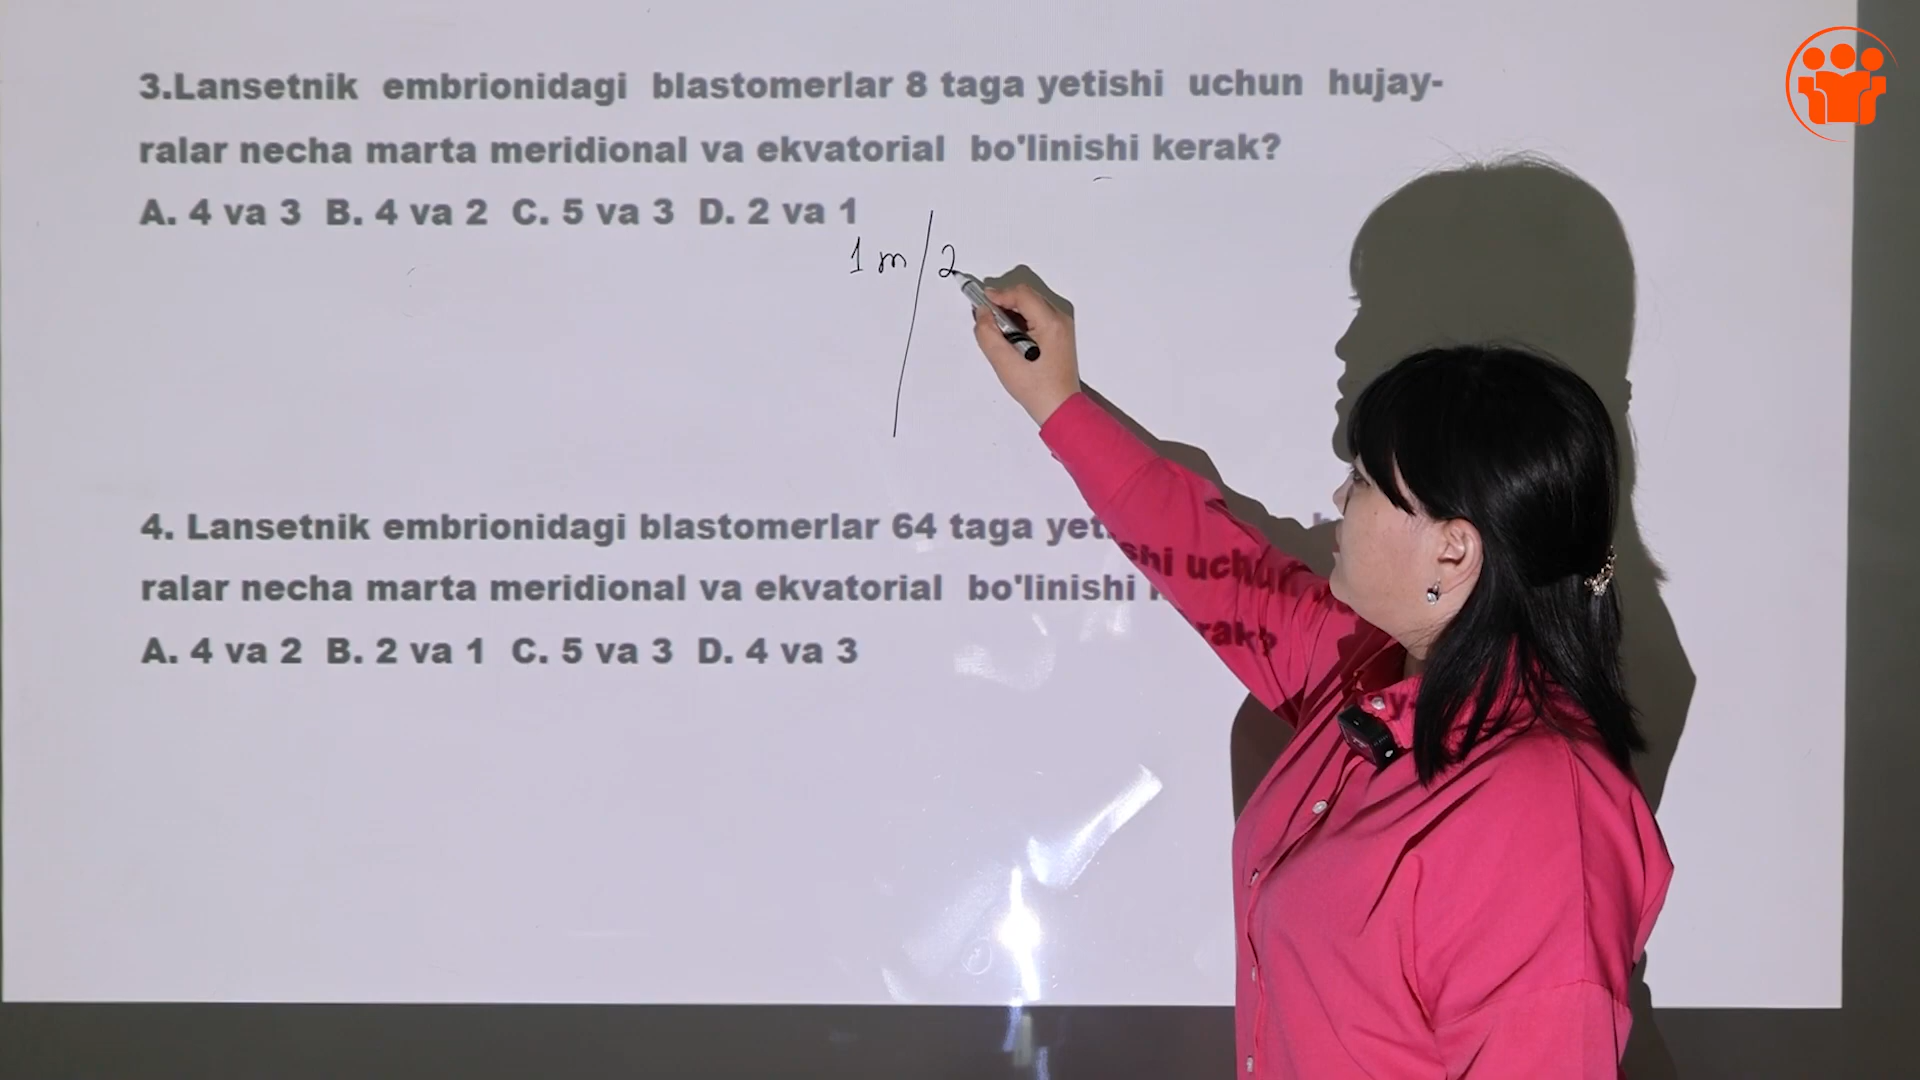 3.Lansetnik embrionidagi blastomerlar 8 taga yetishi uchun hujay-
ralar necha marta meridional va ekvatorial bo'linishi kerak?
A. 4 va 3 B. 4 va 2 C. 5 va 3 D. 2 va 1
1 m / 2
4. Lansetnik embrionidagi blastomerlar 64 taga yetishi uchun
ralar necha marta meridional va ekvatorial bo'linishi kerak?
A. 4 va 2 B. 2 va 1 C. 5 va 3 D. 4 va 3